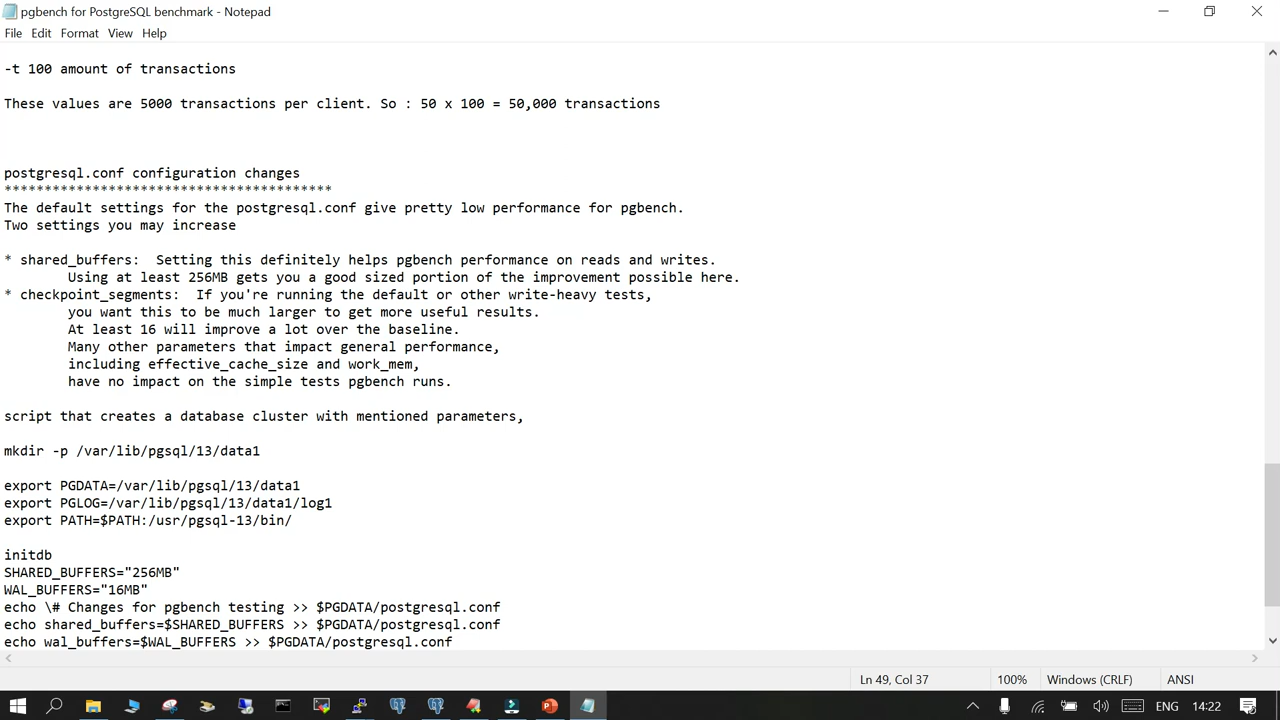 pgbench for PostgreSQL benchmark - Notepad
File Edit Format View Help
-t 100 amount of transactions
These values are 5000 transactions per client. So : 50 x 100 = 50,000 transactions
postgresql.conf configuration changes
*****************************************
The default settings for the postgresql.conf give pretty low performance for pgbench.
Two settings you may increase
* shared_buffers:  Setting this definitely helps pgbench performance on reads and writes.
Using at least 256MB gets you a good sized portion of the improvement possible here.
* checkpoint_segments:  If you're running the default or other write-heavy tests,
you want this to be much larger to get more useful results.
At least 16 will improve a lot over the baseline.
Many other parameters that impact general performance,
including effective_cache_size and work_mem,
have no impact on the simple tests pgbench runs.
script that creates a database cluster with mentioned parameters,
mkdir -p /var/lib/pgsql/13/data1
export PGDATA=/var/lib/pgsql/13/data1
export PGLOG=/var/lib/pgsql/13/data1/log1
export PATH=$PATH:/usr/pgsql-13/bin/
initdb
SHARED_BUFFERS="256MB"
WAL_BUFFERS="16MB"
echo \# Changes for pgbench testing >> $PGDATA/postgresql.conf
echo shared_buffers=$SHARED_BUFFERS >> $PGDATA/postgresql.conf
echo wal_buffers=$WAL_BUFFERS >> $PGDATA/postgresql.conf
Ln 49, Col 37 100% Windows (CRLF) ANSI
ENG 14:22